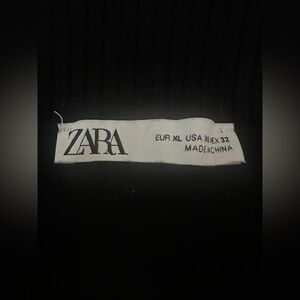 ZARA
EUR XL USA XL MEX 32
MADE IN CHINA